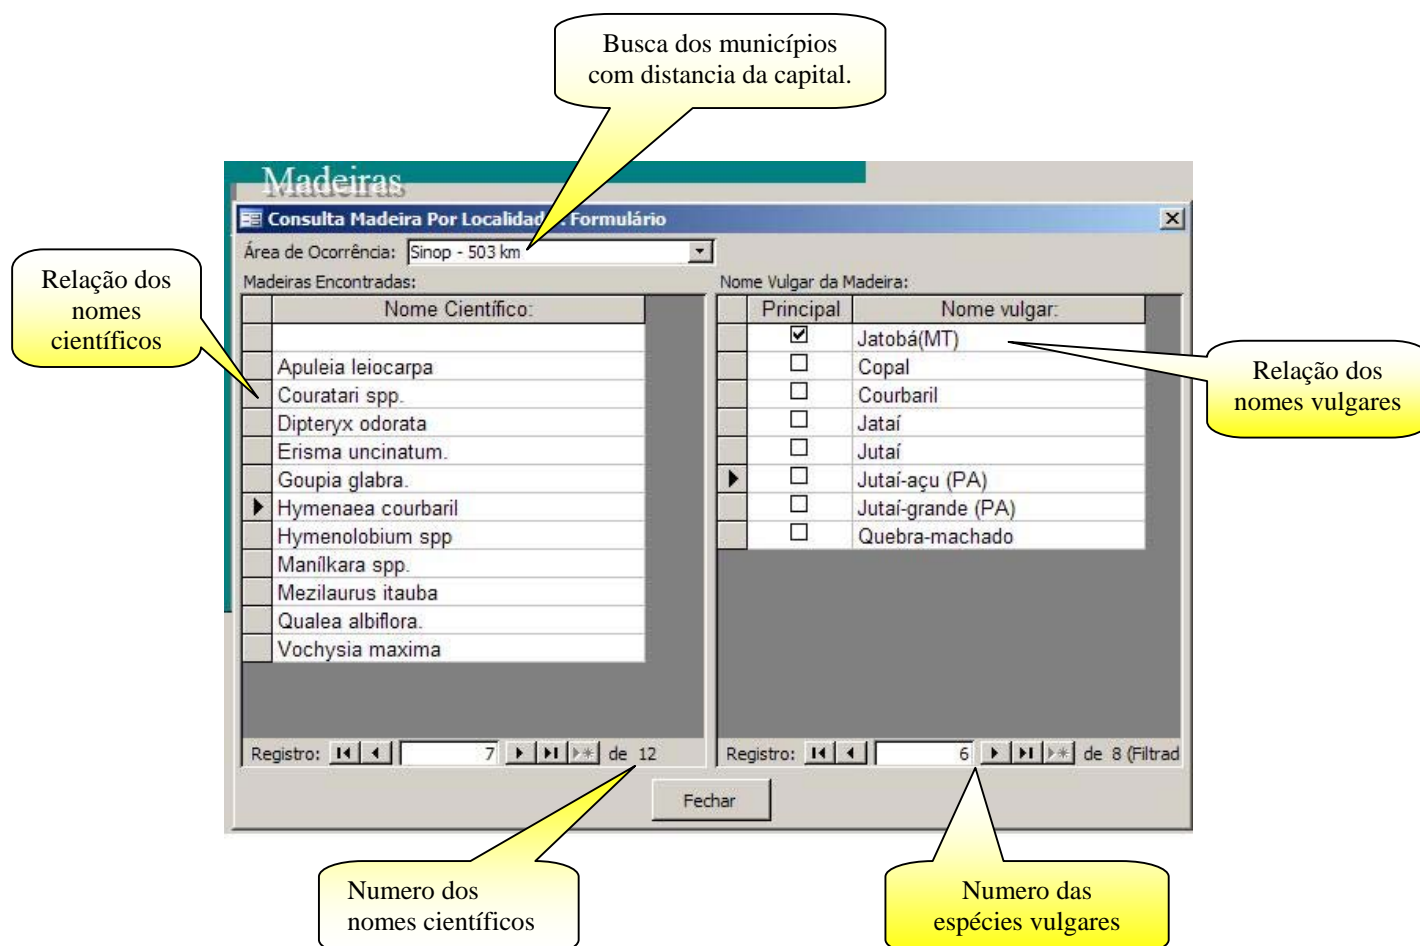 Busca dos municípios
com distancia da capital.
Madeiras
Consulta Madeira Por Localidade : Formulário
Área de Ocorrência: Sinop - 503 km
Relação dos
nomes
científicos
Madeiras Encontradas:
Nome Científico:
Apuleia leiocarpa
Couratari spp.
Dipteryx odorata
Erisma uncinatum.
Goupia glabra.
Hymenaea courbaril
Hymenolobium spp
Manílkara spp.
Mezilaurus itauba
Qualea albiflora.
Vochysia maxima
Registro: 7 de 12
Nome Vulgar da Madeira:
Principal Nome vulgar:
Jatobá(MT)
Copal
Courbaril
Jataí
Jutaí
Jutaí-açu (PA)
Jutaí-grande (PA)
Quebra-machado
Registro: 6 de 8 (Filtrad
Relação dos
nomes vulgares
Fechar
Numero dos
nomes científicos
Numero das
espécies vulgares